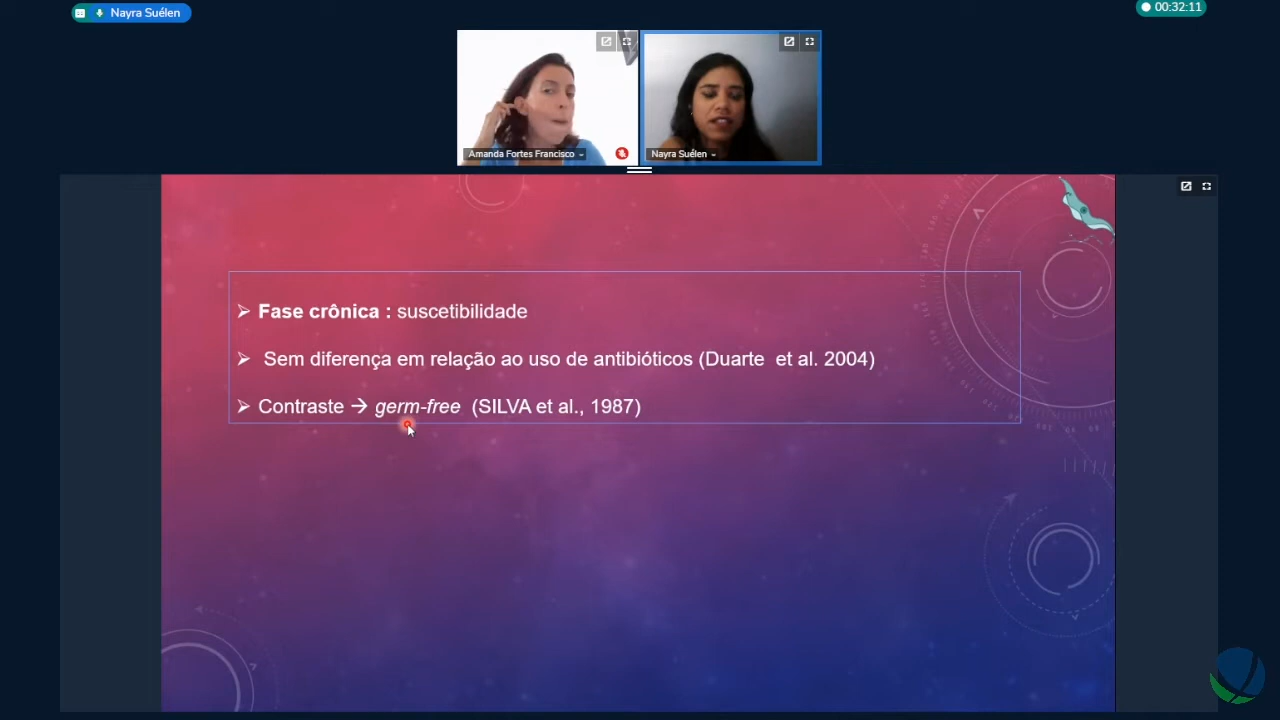 Nayra Suélen
00:32:11
Amanda Fortes Francisco
Nayra Suélen
➢ Fase crônica : suscetibilidade
➢ Sem diferença em relação ao uso de antibióticos (Duarte et al. 2004)
➢ Contraste → germ-free (SILVA et al., 1987)